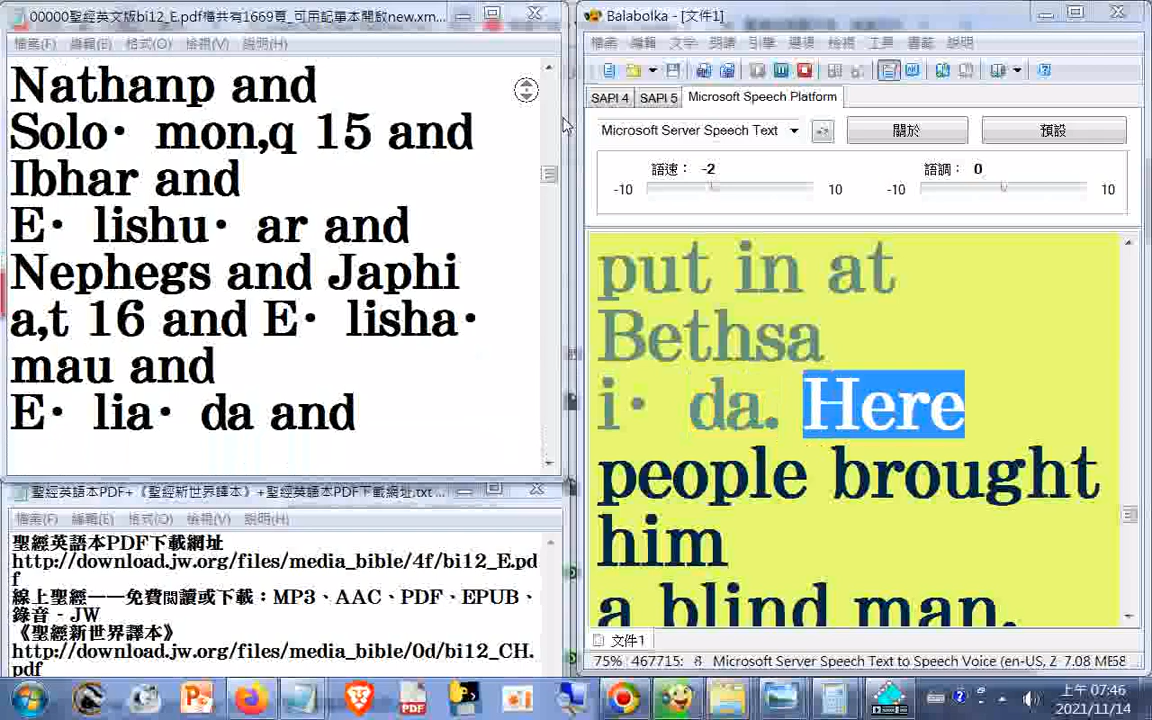 00000聖經英文版bi12_E.pdf檔共有1669頁_可用記事本開啟new.xm...
檔案(F) 編輯(E) 格式(O) 檢視(V) 說明(H)
Nathanp and
Solo· mon,q 15 and
Ibhar and
E· lishu· ar and
Nephegs and Japhi
a,t 16 and E· lisha·
mau and
E· lia· da and
聖經英語本PDF+《聖經新世界譯本》+聖經英語本PDF下載網址.txt ...
檔案(F) 編輯(E) 格式(O) 檢視(V) 說明(H)
聖經英語本PDF下載網址
http://download.jw.org/files/media_bible/4f/bi12_E.pd
f
線上聖經——免費閱讀或下載：MP3、AAC、PDF、EPUB、
錄音 - JW
《聖經新世界譯本》
http://download.jw.org/files/media_bible/0d/bi12_CH.
pdf
Balabolka - [文件1]
檔案 編輯 文字 朗讀 引擎 選項 檢視 工具 書籤 說明
SAPI 4 SAPI 5 Microsoft Speech Platform
Microsoft Server Speech Text 關於 預設
語速： -2 語調： 0
-10 10 -10 10
put in at
Bethsa
i· da. Here
people brought
him
a blind man.
文件1
75% 467715: 8 Microsoft Server Speech Text to Speech Voice (en-US, Z 7.08 ME58
上午 07:46
2021/11/14